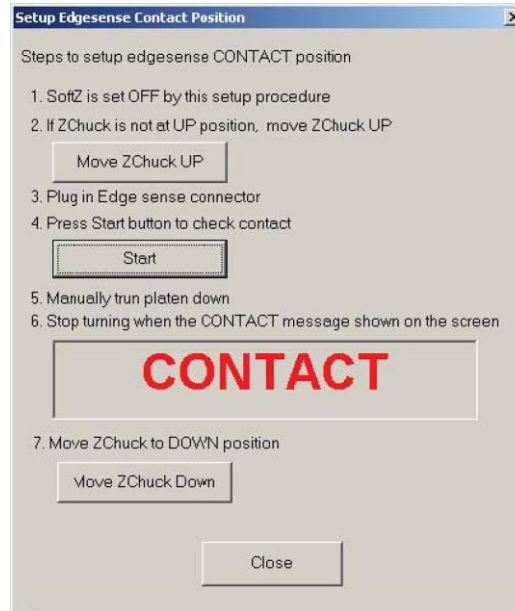 Setup Edgesense Contact Position
Steps to setup edgesense CONTACT position
1. SoftZ is set OFF by this setup procedure
2. If ZChuck is not at UP position, move ZChuck UP
Move ZChuck UP
3. Plug in Edge sense connector
4. Press Start button to check contact
Start
5. Manually trun platen down
6. Stop turning when the CONTACT message shown on the screen
CONTACT
7. Move ZChuck to DOWN position
Move ZChuck Down
Close